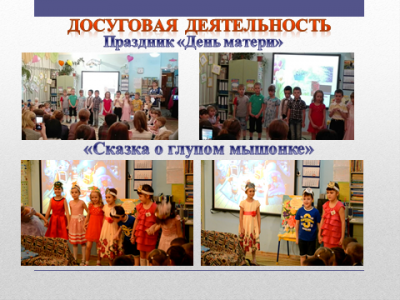 ДОСУГОВАЯ ДЕЯТЕЛЬНОСТЬ
Праздник «День матери»
«Сказка о глупом мышонке»